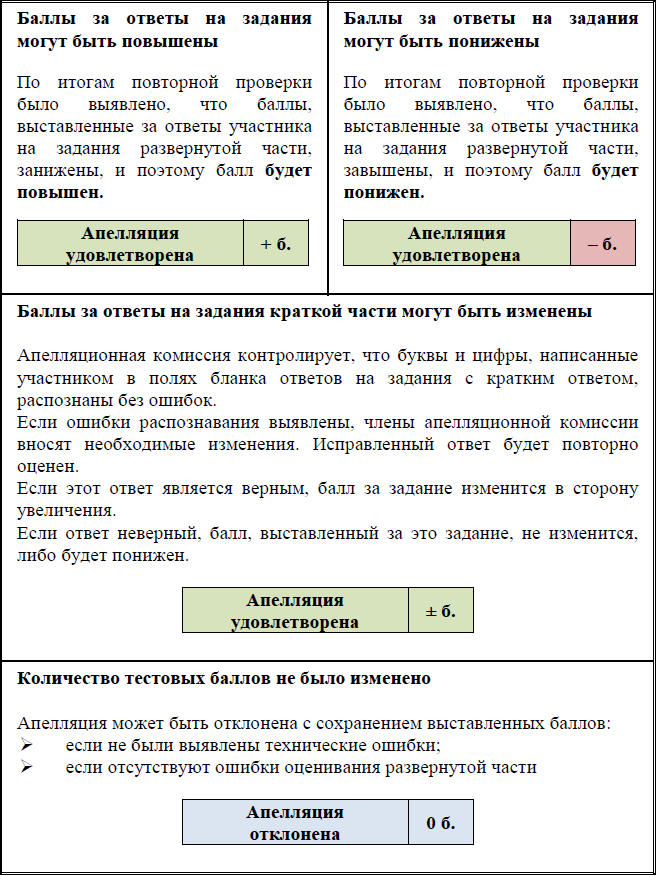 Баллы за ответы на задания
могут быть повышены
По итогам повторной проверки
было выявлено, что баллы,
выставленные за ответы участника
на задания развернутой части,
занижены, и поэтому балл будет
повышен.
Апелляция
удовлетворена
+ б.
Баллы за ответы на задания
могут быть понижены
По итогам повторной проверки
было выявлено, что баллы,
выставленные за ответы участника
на задания развернутой части,
завышены, и поэтому балл будет
понижен.
Апелляция
удовлетворена
– б.
Баллы за ответы на задания краткой части могут быть изменены
Апелляционная комиссия контролирует, что буквы и цифры, написанные
участником в полях бланка ответов на задания с кратким ответом,
распознаны без ошибок.
Если ошибки распознавания выявлены, члены апелляционной комиссии
вносят необходимые изменения. Исправленный ответ будет повторно
оценен.
Если этот ответ является верным, балл за задание изменится в сторону
увеличения.
Если ответ неверный, балл, выставленный за это задание, не изменится,
либо будет понижен.
Апелляция
удовлетворена
± б.
Количество тестовых баллов не было изменено
Апелляция может быть отклонена с сохранением выставленных баллов:
➢ если не были выявлены технические ошибки;
➢ если отсутствуют ошибки оценивания развернутой части
Апелляция
отклонена
0 б.